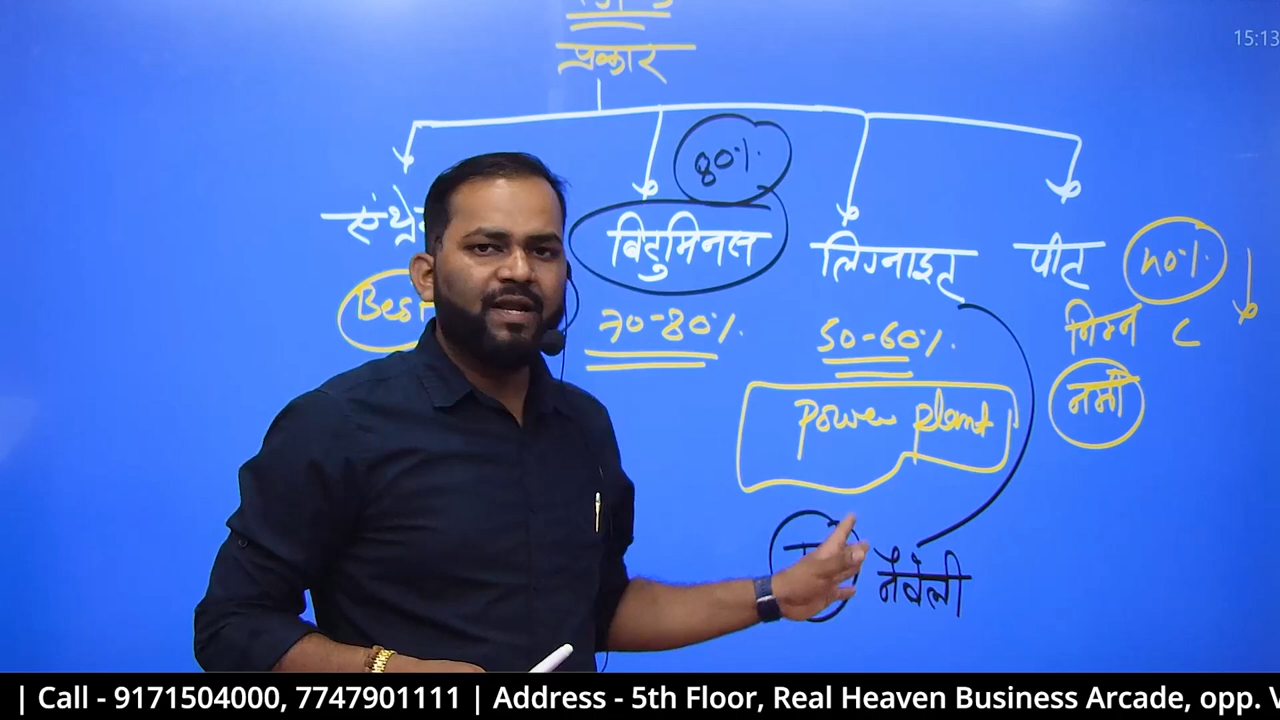 15:13
प्रकार
80%.
बिटुमिनस
लिग्नाइट
पीट
40%.
Best
70-80%.
50-60%.
निम्न C
Power plant
नमी
नेवेली
| Call - 9171504000, 7747901111 | Address - 5th Floor, Real Heaven Business Arcade, opp. V